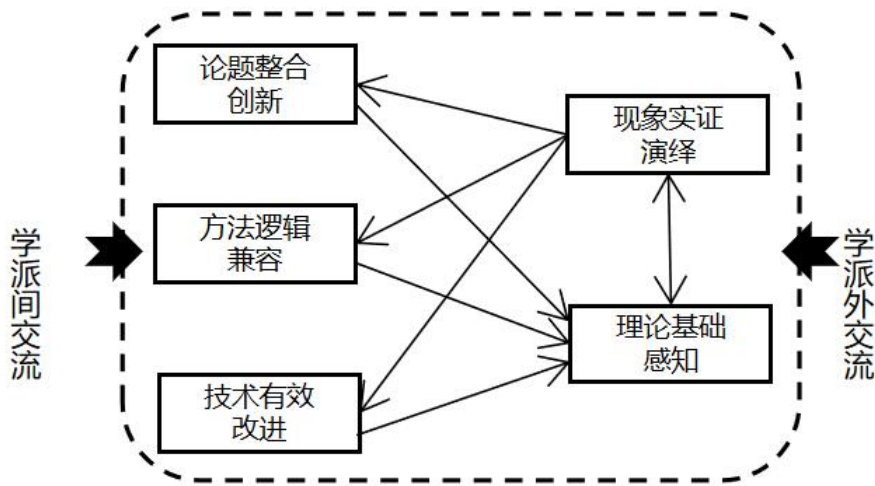 论题整合
创新
现象实证
演绎
方法逻辑
兼容
学派间交流
学派外交流
理论基础
感知
技术有效
改进